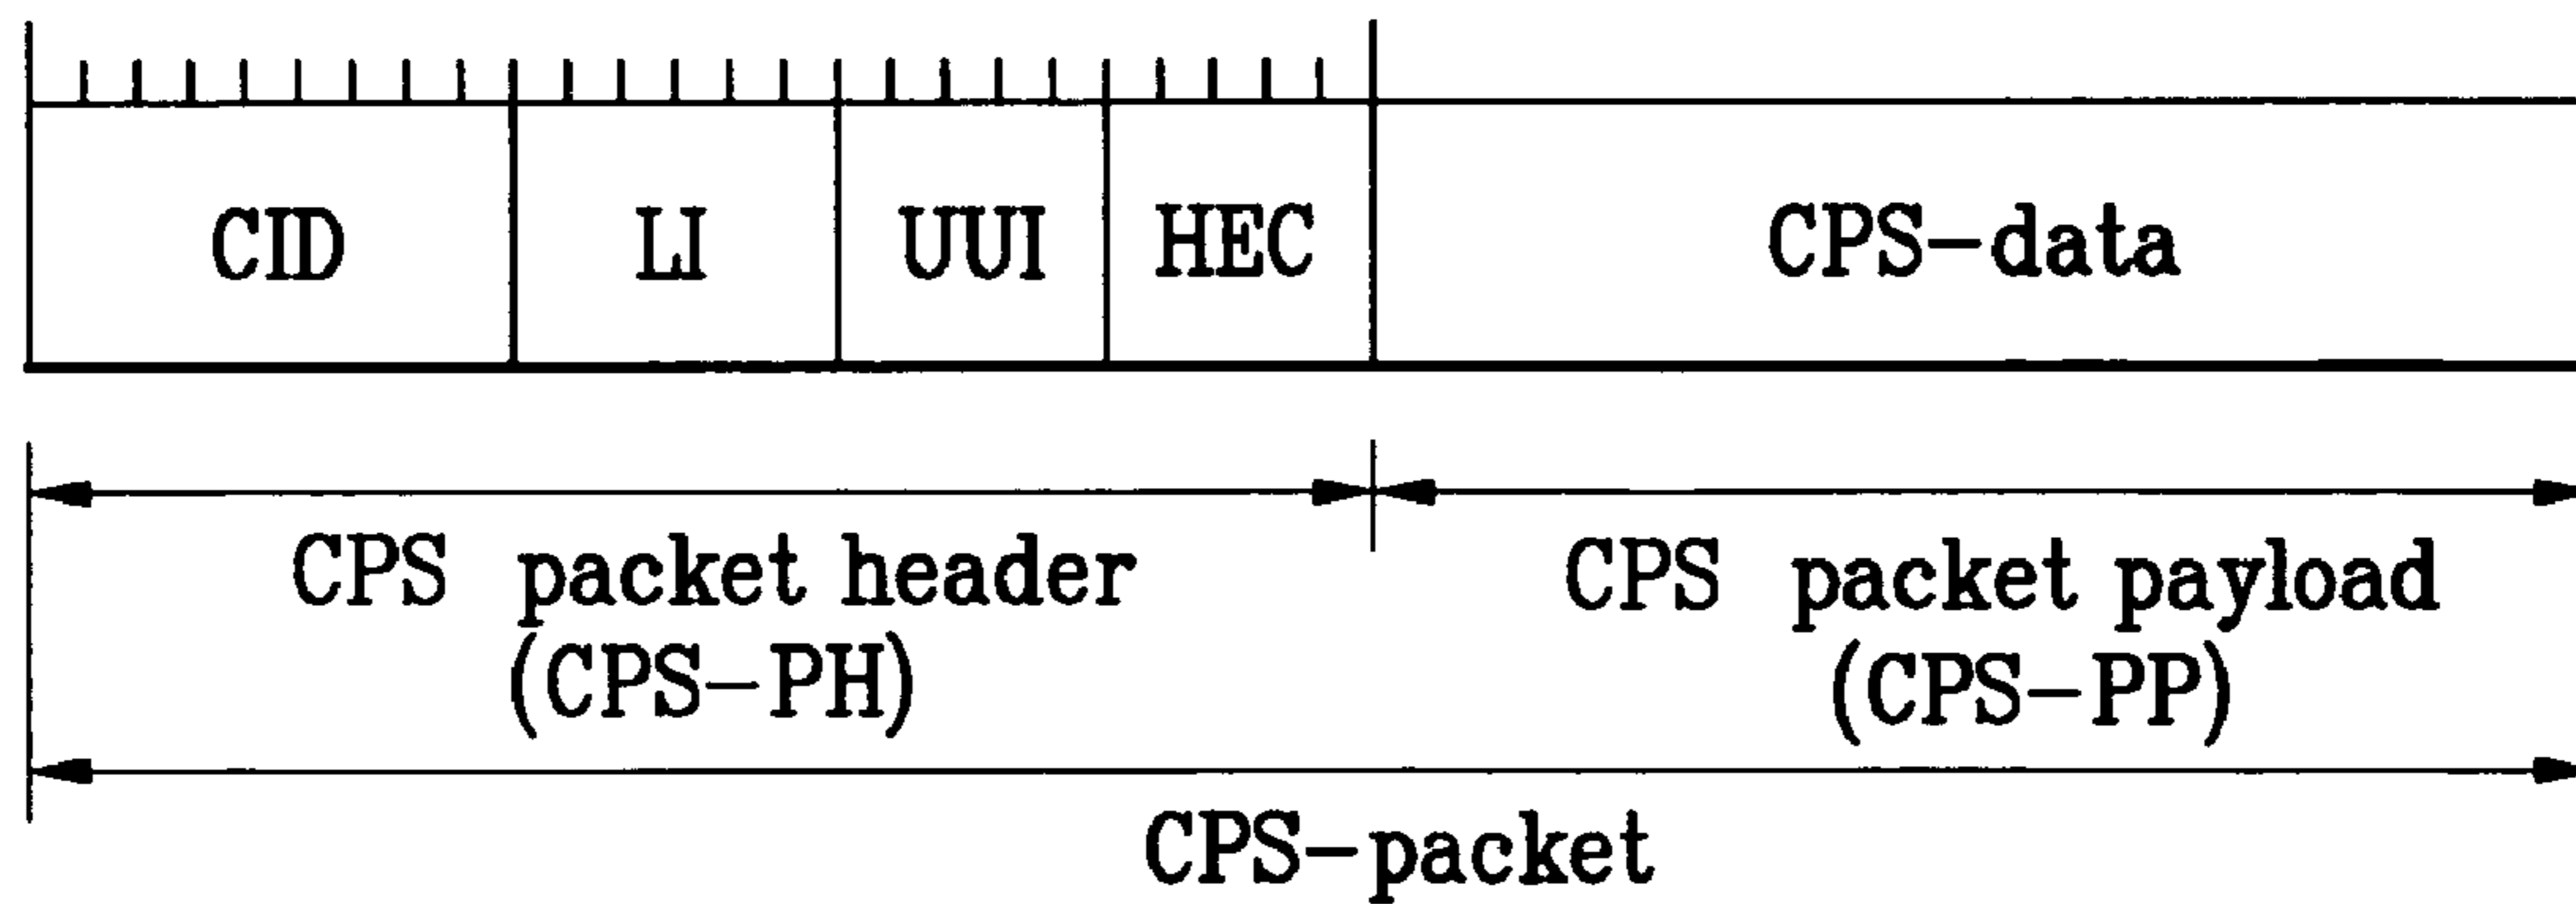 CID LI UUI HEC CPS-data
CPS packet header CPS packet payload
(CPS-PH) (CPS-PP)
CPS-packet